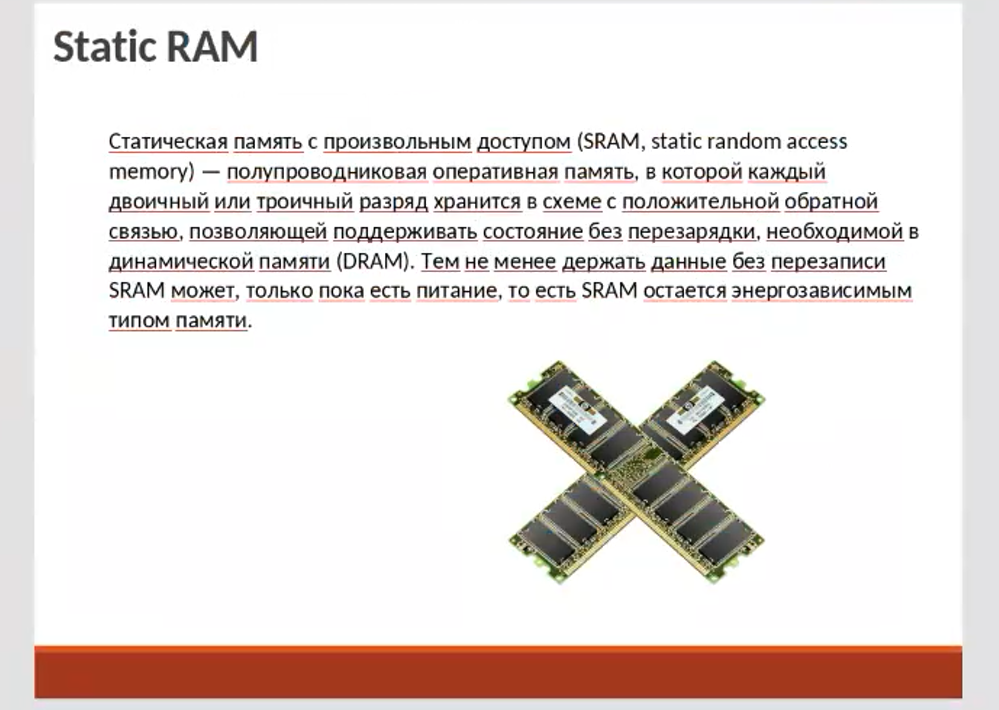 Static RAM
Статическая память с произвольным доступом (SRAM, static random access
memory) — полупроводниковая оперативная память, в которой каждый
двоичный или троичный разряд хранится в схеме с положительной обратной
связью, позволяющей поддерживать состояние без перезарядки, необходимой в
динамической памяти (DRAM). Тем не менее держать данные без перезаписи
SRAM может, только пока есть питание, то есть SRAM остается энергозависимым
типом памяти.